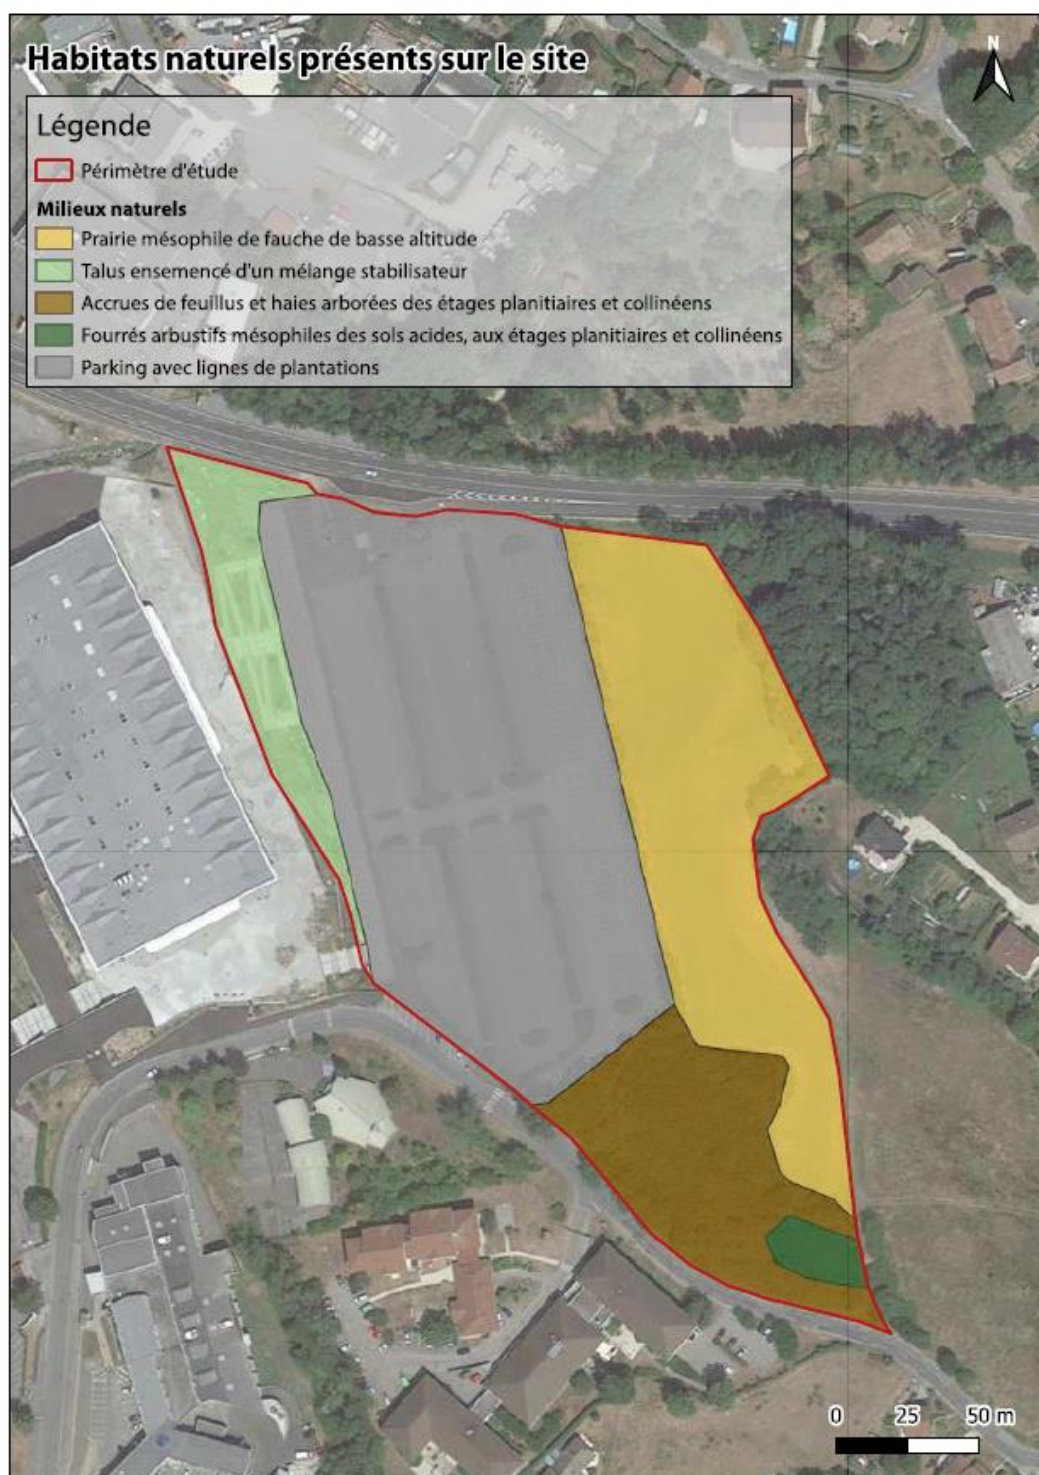 Habitats naturels présents sur le site
N
Légende
Périmètre d'étude
Milieux naturels
Prairie mésophile de fauche de basse altitude
Talus ensemencé d'un mélange stabilisateur
Accrues de feuillus et haies arborées des étages planitiaires et collinéens
Fourrés arbustifs mésophiles des sols acides, aux étages planitiaires et collinéens
Parking avec lignes de plantations
0 25 50 m